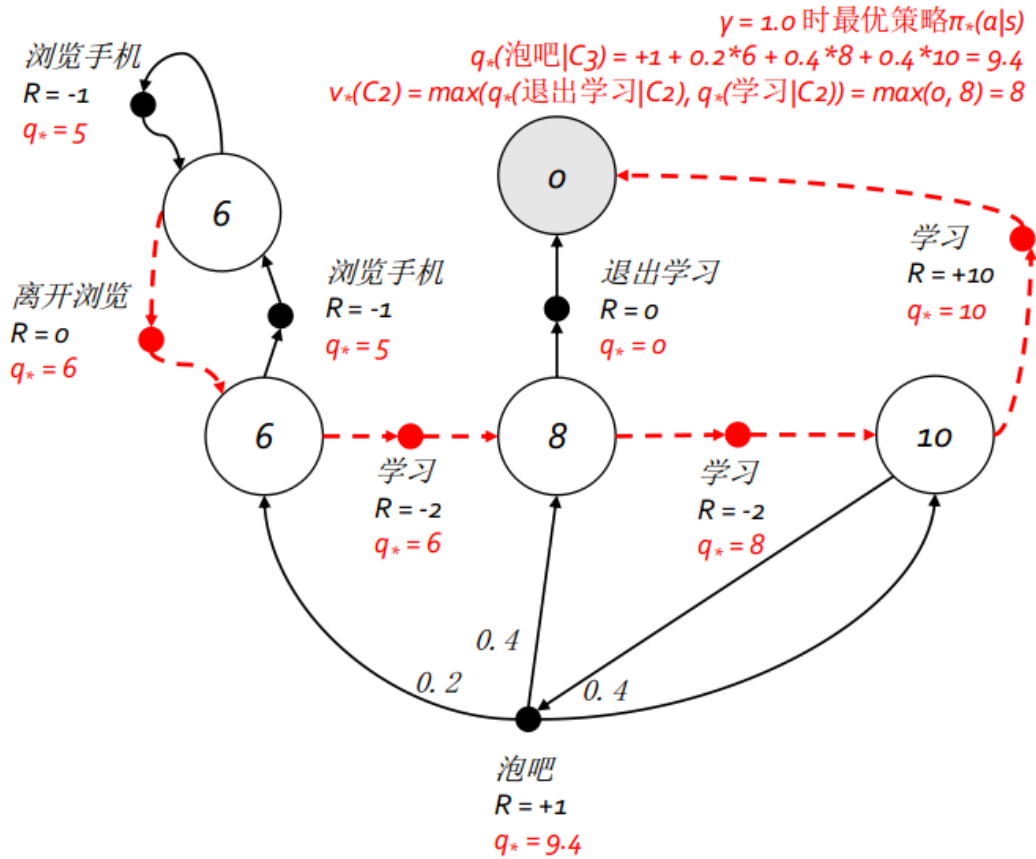 γ = 1.0 时最优策略π*(a|s)
q*(泡吧|C3) = +1 + 0.2*6 + 0.4*8 + 0.4*10 = 9.4
v*(C2) = max(q*(退出学习|C2), q*(学习|C2)) = max(0, 8) = 8
浏览手机
R = -1
q* = 5
6
0
学习
R = +10
q* = 10
浏览手机
R = -1
q* = 5
退出学习
R = 0
q* = 0
离开浏览
R = 0
q* = 6
6
8
10
学习
R = -2
q* = 6
学习
R = -2
q* = 8
0.4
0.2
0.4
泡吧
R = +1
q* = 9.4